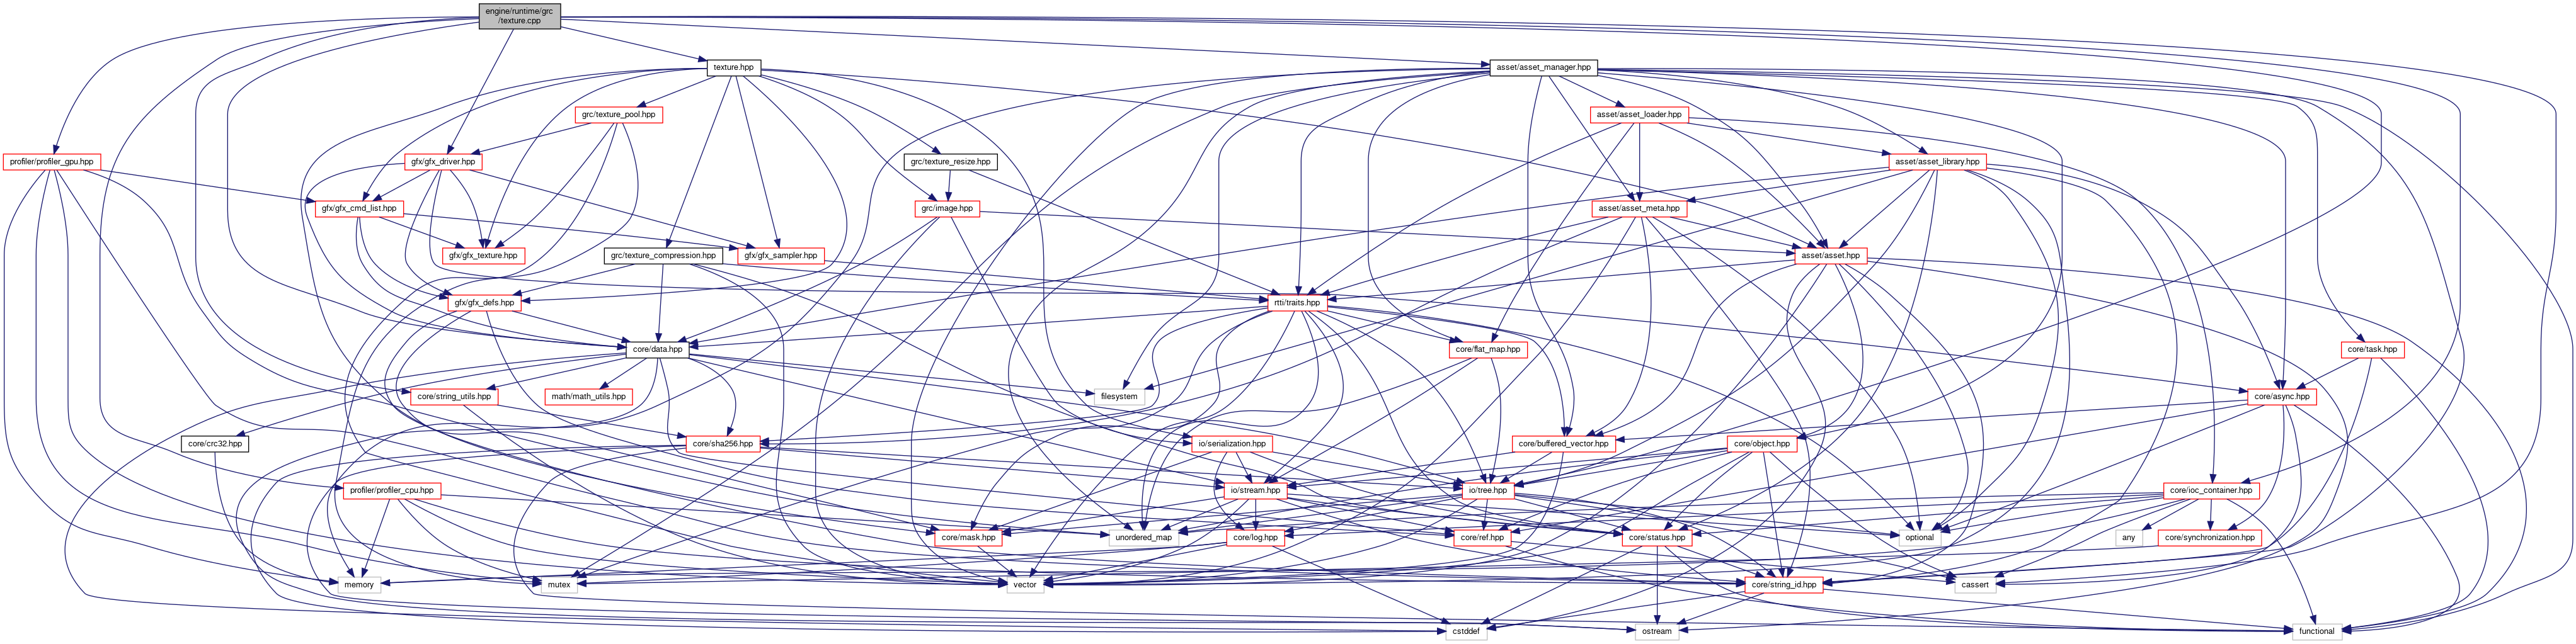 engine/runtime/grc
/texture.cpp
texture.hpp
asset/asset_manager.hpp
grc/texture_pool.hpp
asset/asset_loader.hpp
profiler/profiler_gpu.hpp
gfx/gfx_driver.hpp
grc/texture_resize.hpp
asset/asset_library.hpp
gfx/gfx_cmd_list.hpp
grc/image.hpp
asset/asset_meta.hpp
gfx/gfx_texture.hpp
grc/texture_compression.hpp
gfx/gfx_sampler.hpp
asset/asset.hpp
gfx/gfx_defs.hpp
rtti/traits.hpp
core/data.hpp
core/flat_map.hpp
core/task.hpp
core/string_utils.hpp
math/math_utils.hpp
filesystem
core/async.hpp
core/crc32.hpp
core/sha256.hpp
io/serialization.hpp
core/buffered_vector.hpp
core/object.hpp
profiler/profiler_cpu.hpp
io/stream.hpp
io/tree.hpp
core/ioc_container.hpp
core/mask.hpp
unordered_map
core/log.hpp
core/ref.hpp
core/status.hpp
optional
any
core/synchronization.hpp
memory
mutex
vector
core/string_id.hpp
cassert
cstddef
ostream
functional